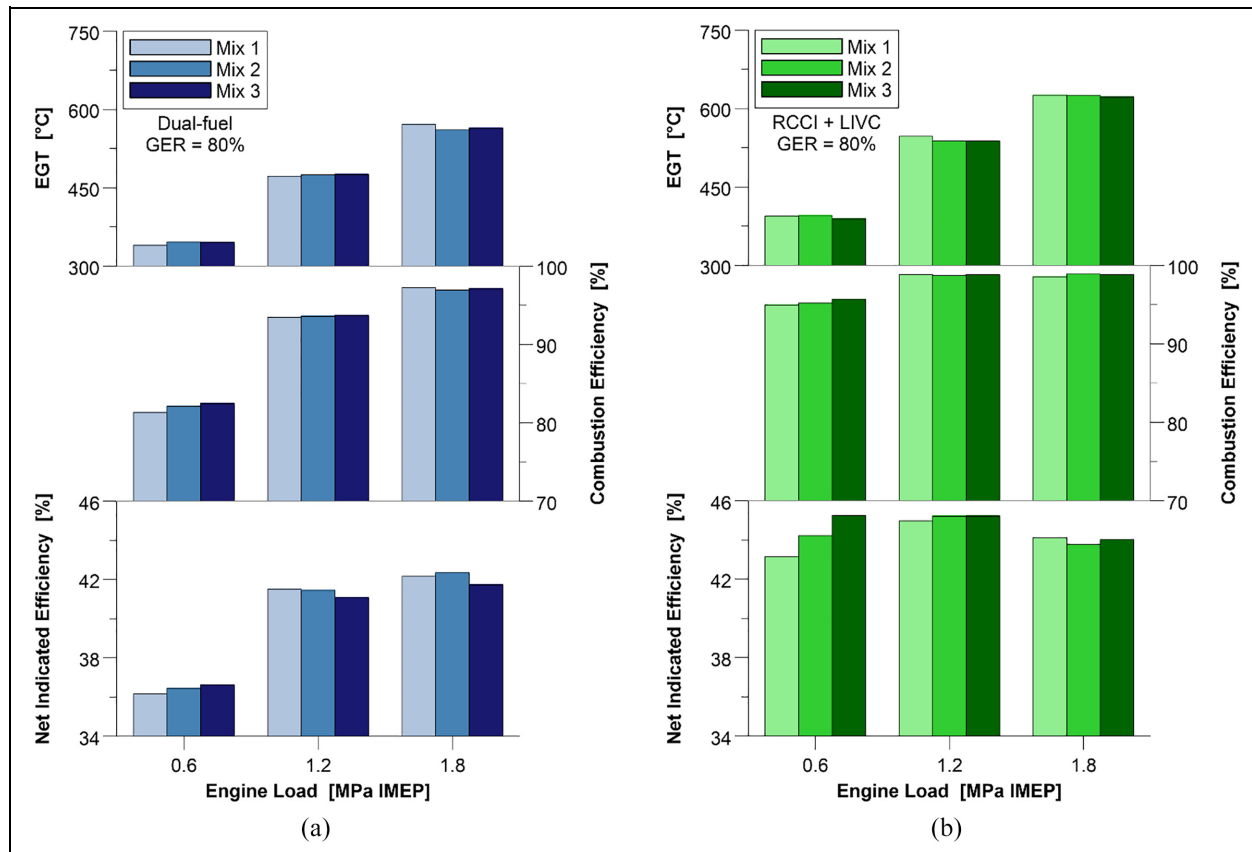 750
600
450
300
EGT [°C]
Mix 1
Mix 2
Mix 3
Dual-fuel
GER = 80%
100
90
80
70
Combustion Efficiency [%]
46
42
38
34
Net Indicated Efficiency [%]
0.6 1.2 1.8
Engine Load [MPa IMEP]
(a)
750
600
450
300
EGT [°C]
Mix 1
Mix 2
Mix 3
RCCI + LIVC
GER = 80%
100
90
80
70
Combustion Efficiency [%]
46
42
38
34
Net Indicated Efficiency [%]
0.6 1.2 1.8
Engine Load [MPa IMEP]
(b)